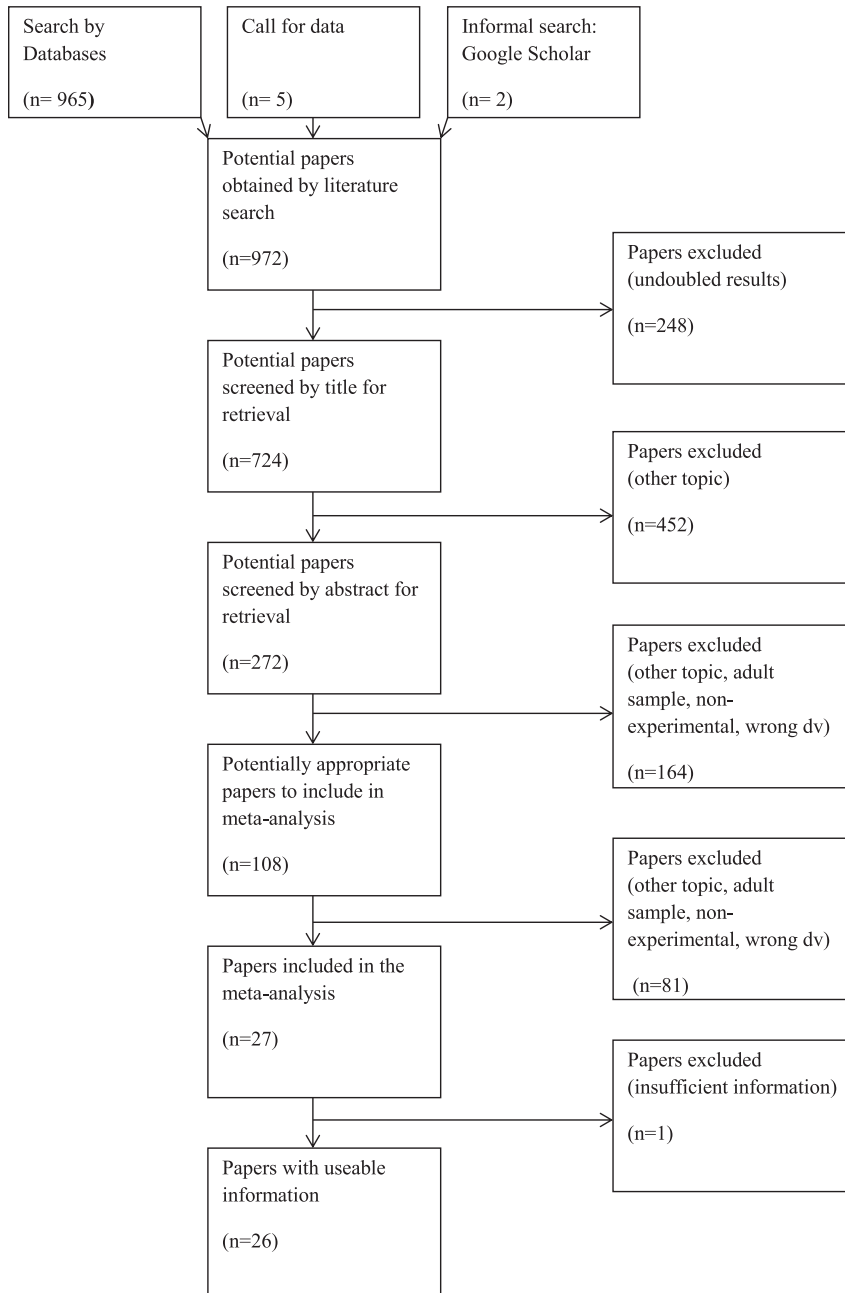 Search by
Databases
(n= 965)
Call for data
(n= 5)
Informal search:
Google Scholar
(n= 2)
Potential papers
obtained by literature
search
(n=972)
Papers excluded
(undoubled results)
(n=248)
Potential papers
screened by title for
retrieval
(n=724)
Papers excluded
(other topic)
(n=452)
Potential papers
screened by abstract for
retrieval
(n=272)
Papers excluded
(other topic, adult
sample, non-
experimental, wrong dv)
(n=164)
Potentially appropriate
papers to include in
meta-analysis
(n=108)
Papers excluded
(other topic, adult
sample, non-
experimental, wrong dv)
(n=81)
Papers included in the
meta-analysis
(n=27)
Papers excluded
(insufficient information)
(n=1)
Papers with useable
information
(n=26)